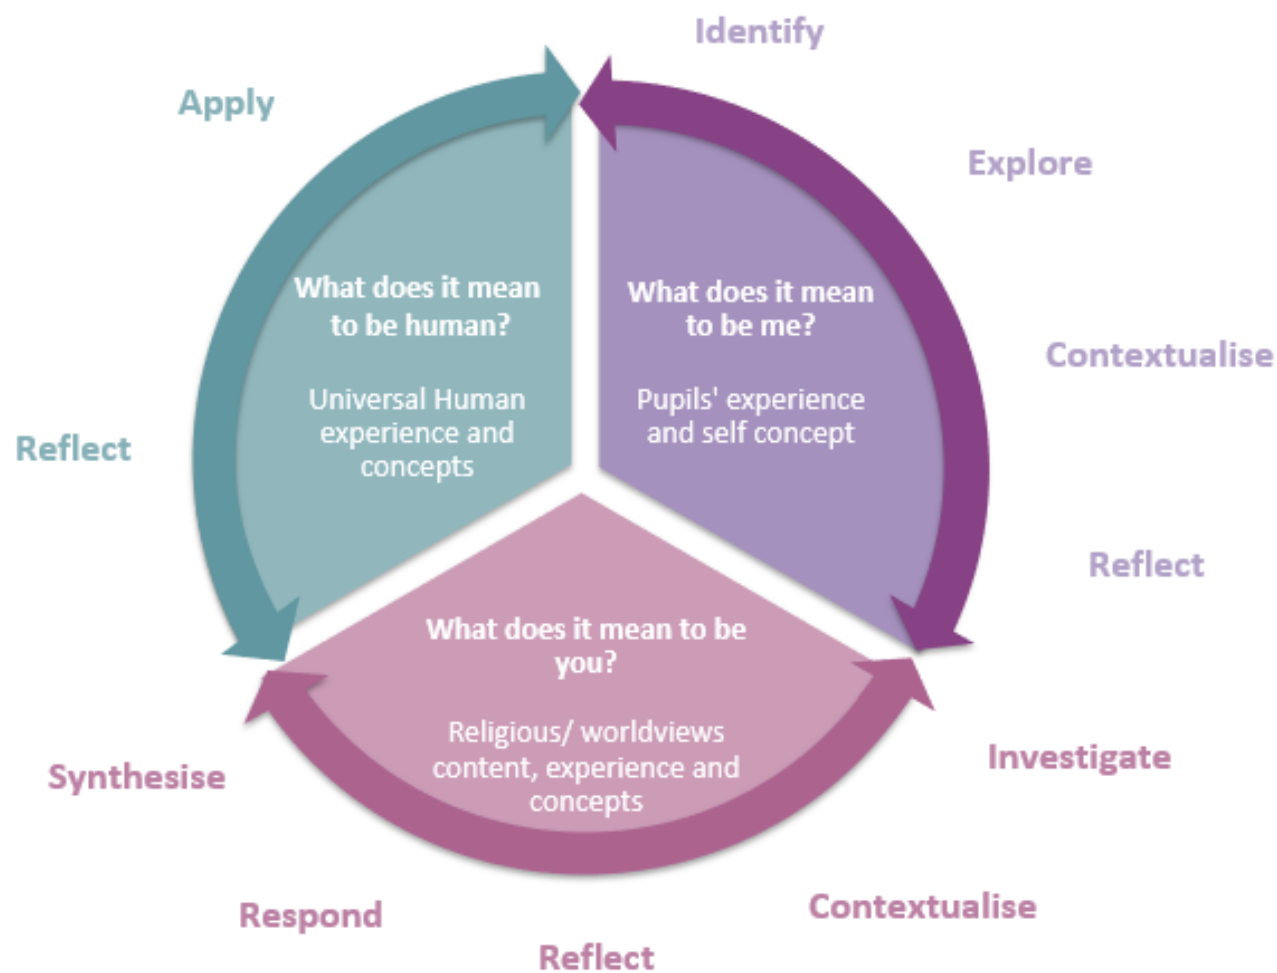 Identify
Apply
Explore
What does it mean
to be human?
Universal Human
experience and
concepts
What does it mean
to be me?
Pupils' experience
and self concept
Contextualise
Reflect
Reflect
What does it mean to be
you?
Religious/ worldviews
content, experience and
concepts
Investigate
Synthesise
Contextualise
Respond
Reflect